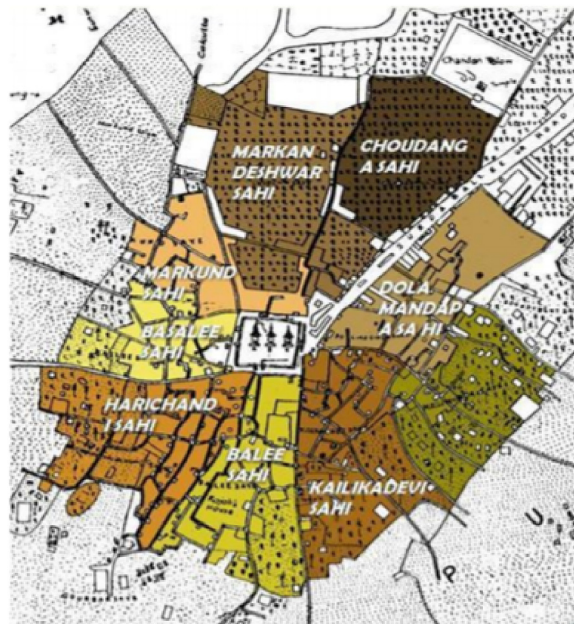 Chandan
MARKAN
DESHWAR
SAHI
CHOUDANG
A SAHI
MARKUND
SAHI
DOLA
MANDAP
A SA HI
BASALEE
SAHI
HARICHAND
I SAHI
BALEE
SAHI
KAILIKADEVI
SAHI
U
P